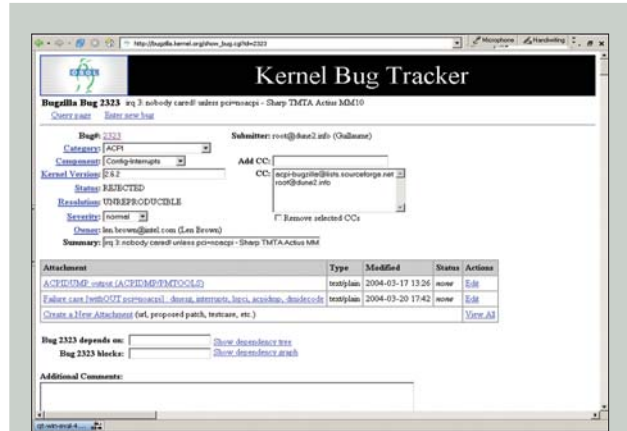 http://bugzilla.kernel.org/show_bug.cgi?id=2323
Microphone Handwriting
OSDL
Kernel Bug Tracker
Bugzilla Bug 2323 irq 3: nobody cared! unless pci=noacpi - Sharp TMTA Actius MM10
Query page Enter new bug
Bug#: 2323 Submitter: root@dune2.info (Guillaume)
Category: ACPI
Component: Config-Interrupts Add CC:
Kernel Version: 2.6.2 CC: acpi-bugzilla@lists.sourceforge.net
root@dune2.info
Status: REJECTED
Resolution: UNREPRODUCIBLE
Severity: normal Remove selected CCs
Owner: len.brown@intel.com (Len Brown)
Summary: irq 3: nobody cared! unless pci=noacpi - Sharp TMTA Actius MM
Attachment Type Modified Status Actions
ACPIDUMP output (ACPIDMP/PMTOOLS) text/plain 2004-03-17 13:26 none Edit
Failure case [withOUT pci=noacpi] , dmesg, interrupts, lspci, acpidmp, dmidecode text/plain 2004-03-20 17:42 none Edit
Create a New Attachment (url, proposed patch, testcase, etc.) View All
Bug 2323 depends on: Show dependency tree
Bug 2323 blocks: Show dependency graph
Additional Comments: